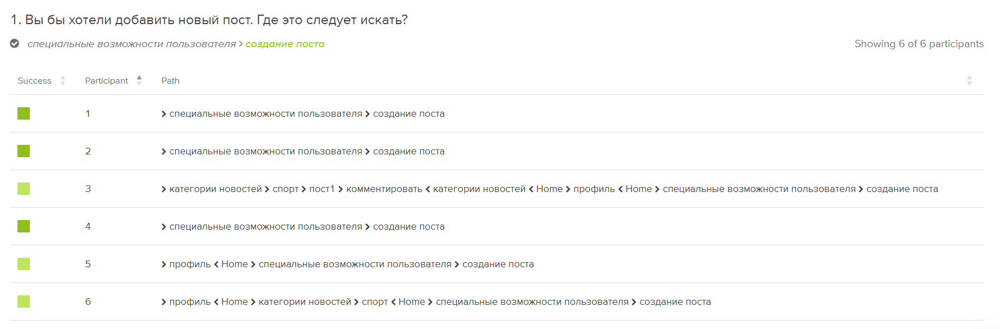 1. Вы бы хотели добавить новый пост. Где это следует искать?
специальные возможности пользователя > создание поста
Showing 6 of 6 participants
Success Participant Path
1 > специальные возможности пользователя > создание поста
2 > специальные возможности пользователя > создание поста
3 > категории новостей > спорт > пост1 > комментировать < категории новостей < Home > профиль < Home > специальные возможности пользователя > создание поста
4 > специальные возможности пользователя > создание поста
5 > профиль < Home > специальные возможности пользователя > создание поста
6 > профиль < Home > категории новостей > спорт < Home > специальные возможности пользователя > создание поста